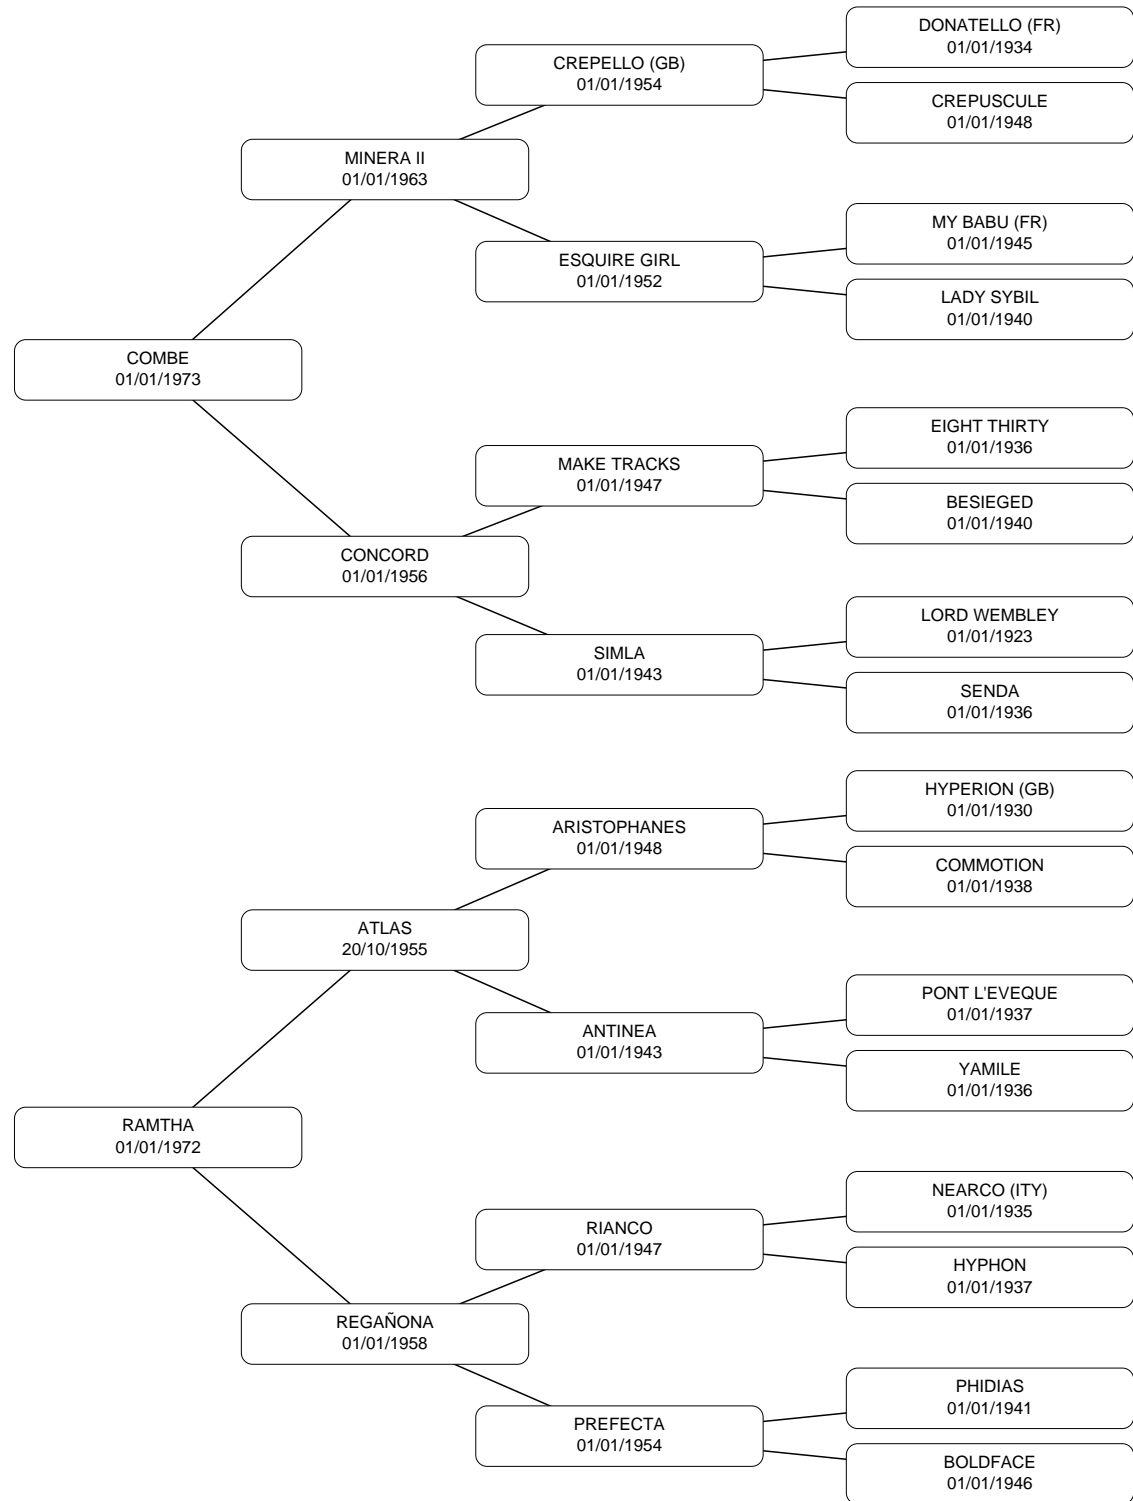 DONATELLO (FR)
01/01/1934
CREPELLO (GB)
01/01/1954
CREPUSCULE
01/01/1948
MINERA II
01/01/1963
MY BABU (FR)
01/01/1945
ESQUIRE GIRL
01/01/1952
LADY SYBIL
01/01/1940
COMBE
01/01/1973
EIGHT THIRTY
01/01/1936
MAKE TRACKS
01/01/1947
BESIEGED
01/01/1940
CONCORD
01/01/1956
LORD WEMBLEY
01/01/1923
SIMLA
01/01/1943
SENDA
01/01/1936
HYPERION (GB)
01/01/1930
ARISTOPHANES
01/01/1948
COMMOTION
01/01/1938
ATLAS
20/10/1955
PONT L'EVEQUE
01/01/1937
ANTINEA
01/01/1943
YAMILE
01/01/1936
RAMTHA
01/01/1972
NEARCO (ITY)
01/01/1935
RIANCO
01/01/1947
HYPHON
01/01/1937
REGAÑONA
01/01/1958
PHIDIAS
01/01/1941
PREFECTA
01/01/1954
BOLDFACE
01/01/1946